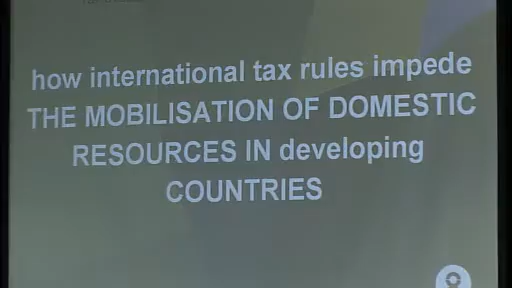 how international tax rules impede
THE MOBILISATION OF DOMESTIC
RESOURCES IN developing
COUNTRIES